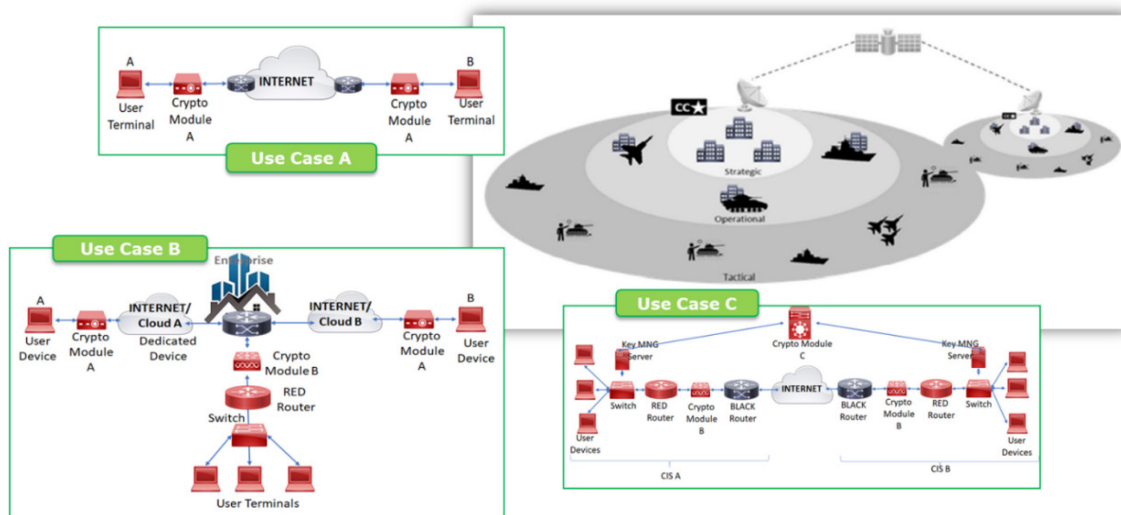 A
User
Terminal
Crypto
Module
A
INTERNET
Crypto
Module
A
B
User
Terminal
Use Case A
CC★
Strategic
Operational
Tactical
Use Case B
Enterprise
A
User
Device
Crypto
Module
A
INTERNET/
Cloud A
Dedicated
Device
INTERNET/
Cloud B
Crypto
Module
A
B
User
Device
Crypto
Module B
RED
Router
Switch
User Terminals
Use Case C
Key MNG
Server
Crypto Module
C
Key MNG
Server
User
Devices
Switch
RED
Router
Crypto
Module
B
BLACK
Router
INTERNET
BLACK
Router
Crypto
Module
B
RED
Router
Switch
User
Devices
CIS A
CIS B